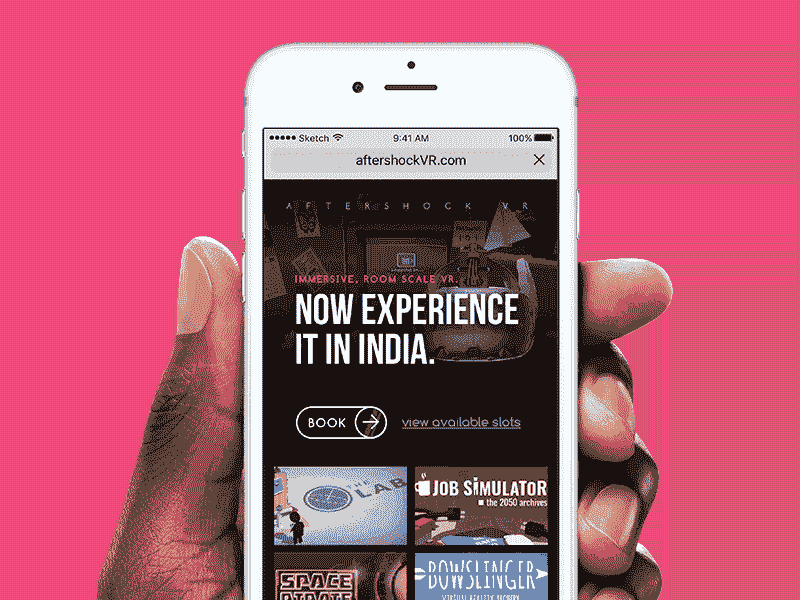 Sketch 9:41 AM 100%
aftershockVR.com
AFTERSHOCK VR
IMMERSIVE, ROOM SCALE VR.
NOW EXPERIENCE
IT IN INDIA.
BOOK view available slots
THE LAB
JOB SIMULATOR
the 2050 archives
SPACE PIRATE
BOWSLINGER
VIRTUAL REALITY ARCHERY